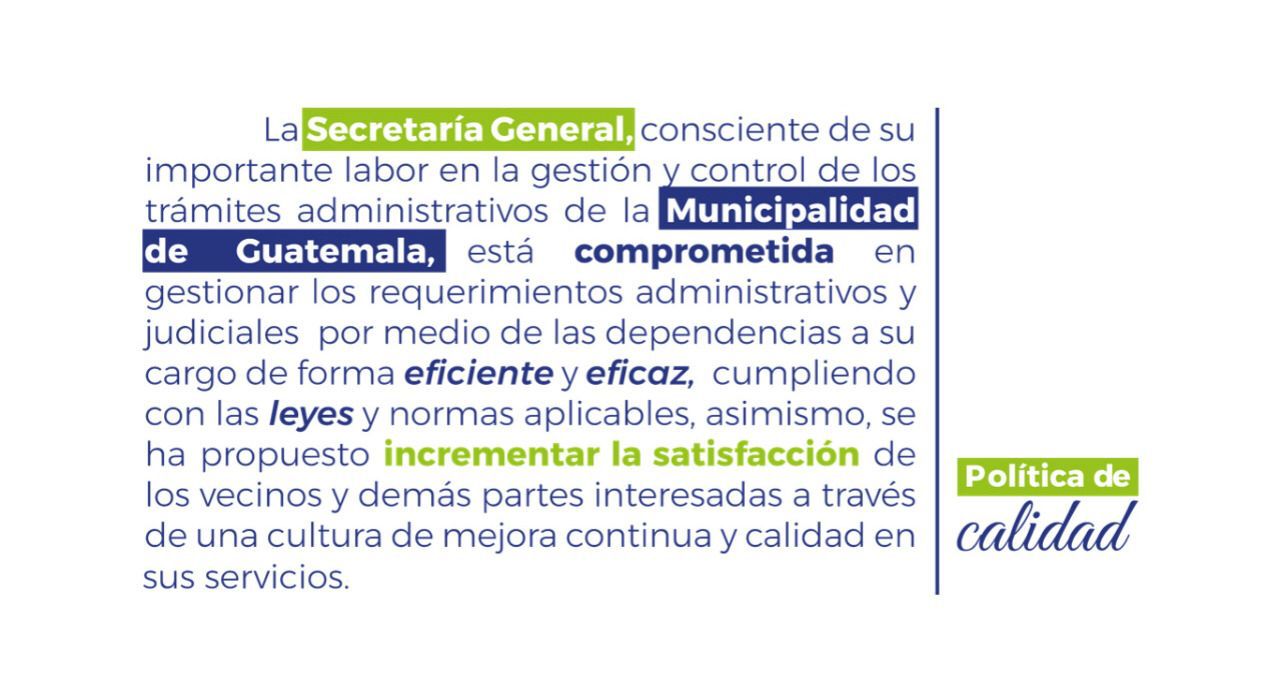 La Secretaría General, consciente de su
importante labor en la gestión y control de los
trámites administrativos de la Municipalidad
de Guatemala, está comprometida en
gestionar los requerimientos administrativos y
judiciales por medio de las dependencias a su
cargo de forma eficiente y eficaz, cumpliendo
con las leyes y normas aplicables, asimismo, se
ha propuesto incrementar la satisfacción de
los vecinos y demás partes interesadas a través
de una cultura de mejora continua y calidad en
sus servicios.
Política de
calidad